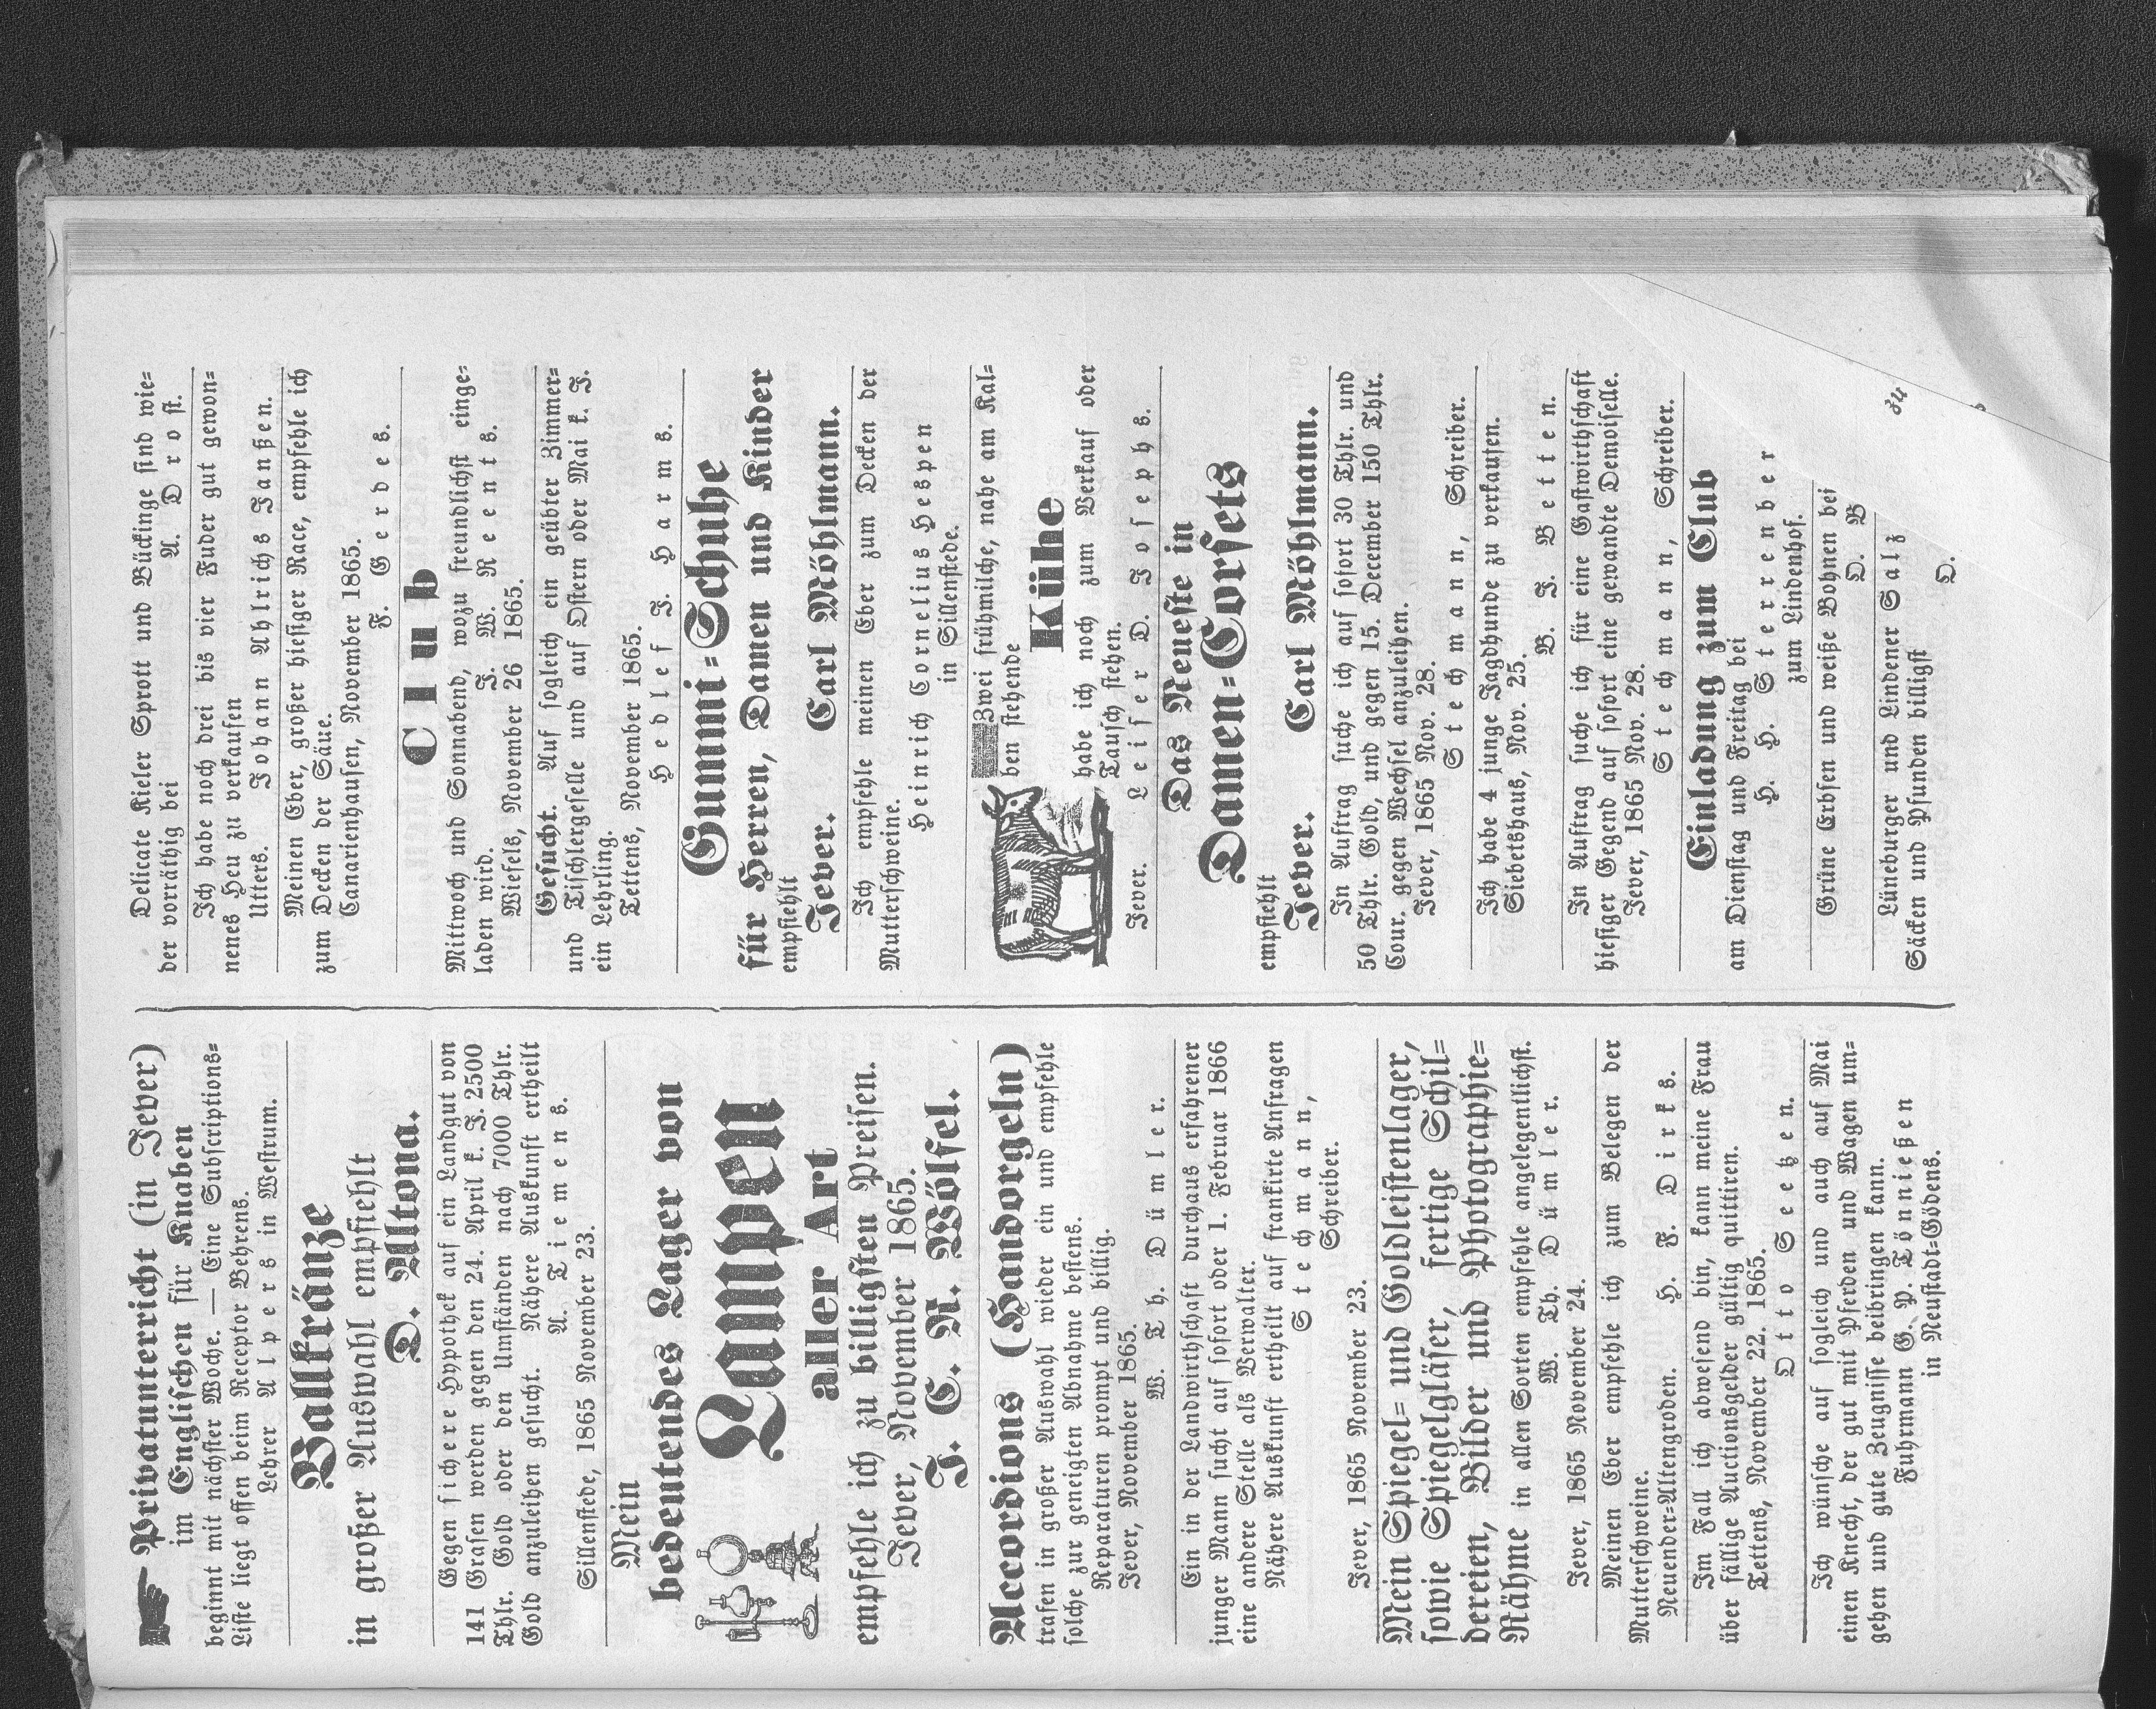 Privatunterricht (in Jever)
im Englischen für Knaben
beginnt mit nächster Woche. — Eine Subscriptions=
Liste liegt offen beim Receptor Behrens.
Lehrer Alpers in Westrum.
Ballkränze
in großer Auswahl empfiehlt
D. Altona.
Gegen sichere Hypothek auf ein Landgut von
141 Grasen werden gegen den 24. April k. J. 2500
Thlr. Gold oder den Umständen nach 7000 Thlr.
Gold anzuleihen gesucht. Nähere Auskunft ertheilt
A. Tiemens.
Sillenstede, 1865 November 23.
Mein
bedeutendes Lager von
Lampen
aller Art
empfehle ich zu billigsten Preisen.
Jever, November 1865.
J. C. R. Wölfel.
Accordions (Handorgeln)
trafen in großer Auswahl wieder ein und empfehle
solche zur geneigten Abnahme bestens.
Reparaturen prompt und billig.
Jever, November 1865.
W. Th. Dümler.
Ein in der Landwirthschaft durchaus erfahrener
junger Mann sucht auf sofort oder 1. Februar 1866
eine andere Stelle als Verwalter.
Nähere Auskunft ertheilt auf frankirte Anfragen
Stechmann,
Schreiber.
Jever, 1865 November 23.
Mein Spiegel= und Goldleistenlager,
sowie Spiegelgläser, fertige Schil=
dereien, Bilder und Photographie=
Rähme in allen Sorten empfehle angelegentlichst.
W. Th. Dümler.
Jever, 1865 November 24.
Meinen Eber empfehle ich zum Belegen der
Mutterschweine.
Neuender=Altengroden. H. F. Dirks.
Im Fall ich abwesend bin, kann meine Frau
über fällige Auctionsgelder gültig quittiren.
Tettens, November 22. 1865.
Otto Seetzen.
Ich wünsche auf sogleich und auch auf Mai
einen Knecht, der gut mit Pferden und Wagen um=
gehen und gute Zeugnisse beibringen kann.
Fuhrmann G. P. Tönnießen
in Neustadt=Gödens.
Delicate Kieler Sprott und Bückinge sind wie=
der vorräthig bei A. Drost.
Ich habe noch drei bis vier Fuder gut gewon=
nenes Heu zu verkaufen
Utters. Johann Ahlrichs Janßen.
Meinen Eber, großer hiesiger Race, empfehle ich
zum Decken der Säue.
Canarienhausen, November 1865.
F. Gerdes.
Club
Mittwoch und Sonnabend, wozu freundlichst einge=
laden wird. J. W. Reents.
Wiefels, November 26 1865.
Gesucht. Auf sogleich ein geübter Zimmer=
und Tischlergeselle und auf Ostern oder Mai k. J.
ein Lehrling.
Tettens, November 1865.
Hedlef J. Harms.
Gummi=Schuhe
für Herren, Damen und Kinder
empfiehlt
Jever. Carl Möhlmann.
Ich empfehle meinen Eber zum Decken der
Mutterschweine.
Heinrich Cornelius Hespen
in Sillenstede.
Zwei frühmilche, nahe am Kal=
ben stehende
Kühe
habe ich noch zum Verkauf oder
Tausch stehen.
Jever. Leiser D. Josephs.
Das Neueste in
Damen=Corsets
empfiehlt
Jever. Carl Möhlmann.
In Auftrag suche ich auf sofort 30 Thlr. und
50 Thlr. Gold, und gegen 15. December 150 Thlr.
Cour. gegen Wechsel anzuleihen.
Jever, 1865 Nov. 28.
Stechmann, Schreiber.
Ich habe 4 junge Jagdhunde zu verkaufen.
Siebetshaus, Nov. 25.
B. J. Betten.
In Auftrag suche ich für eine Gastwirthschaft
hiesiger Gegend auf sofort eine gewandte Demoiselle.
Jever, 1865 Nov. 28.
Stechmann, Schreiber.
Einladung zum Club
am Dienstag und Freitag bei
H. H. Sterrenber
zum Lindenhof.
Grüne Erbsen und weiße Bohnen bei
D. B
Lüneburger und Lindener Salz
Säcken und Pfunden billigst
D.
zu